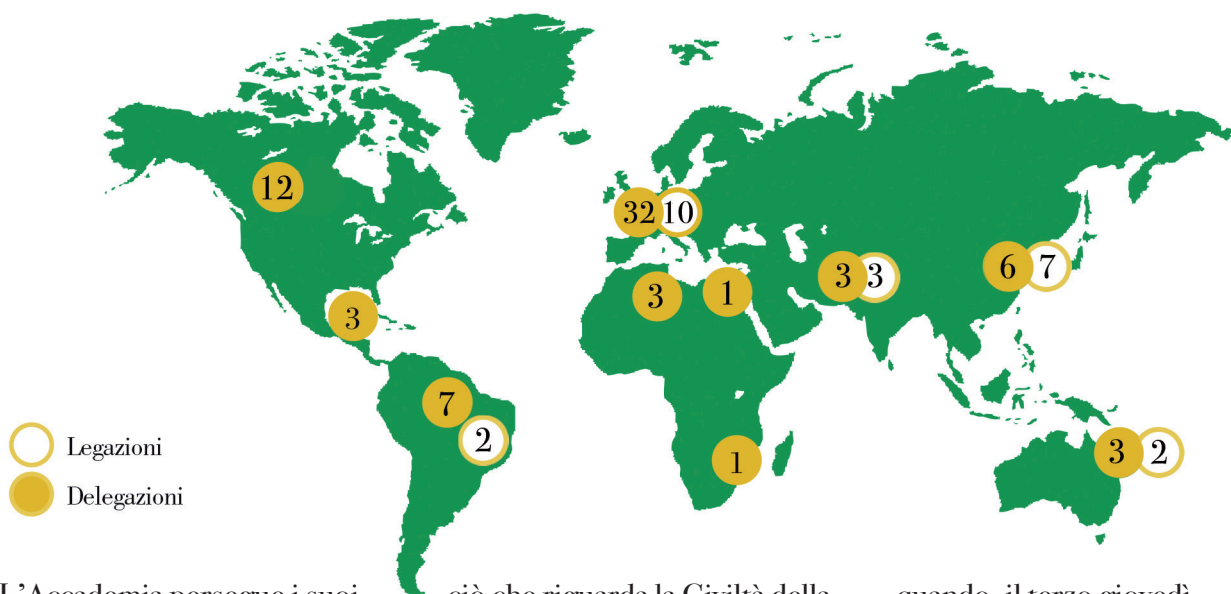 12
32 10
6 7
3 3
3 1
3
7
2
1
3 2
Legazioni
Delegazioni
L'Accademia persegue i suoi
ciò che riguarda la Civiltà della
quando, il terzo giovedì